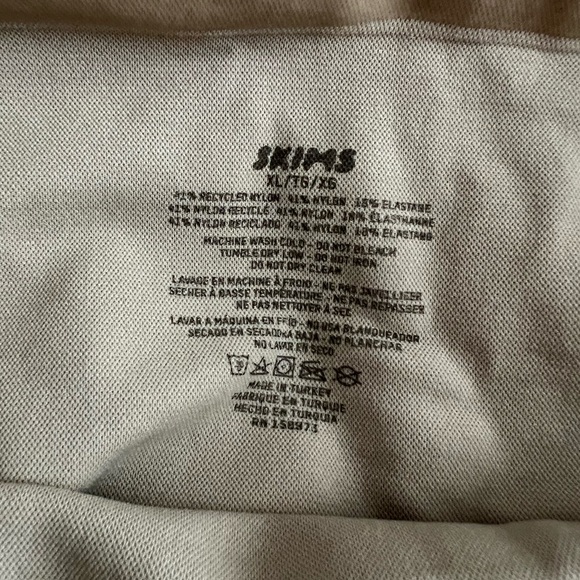 SKIMS
XL/TG/XG
41% RECYCLED NYLON 41% NYLON 18% ELASTANE
41% NYLON RECYCLÉ 41% NYLON 18% ÉLASTHANNE
41% NYLON RECICLADO 41% NYLON 18% ELASTANO
MACHINE WASH COLD - DO NOT BLEACH
TUMBLE DRY LOW - DO NOT IRON
DO NOT DRY CLEAN
LAVAGE EN MACHINE À FROID - NE PAS JAVELLISER
SÉCHER À BASSE TEMPÉRATURE - NE PAS REPASSER
NE PAS NETTOYER À SEC
LAVAR A MÁQUINA EN FRÍO - NO USA BLANQUEADOR
SECADO EN SECADORA BAJA - NO PLANCHAR
NO LAVAR EN SECO
MADE IN TURKEY
FABRIQUÉ EN TURQUIE
HECHO EN TURQUIA
RN 158971